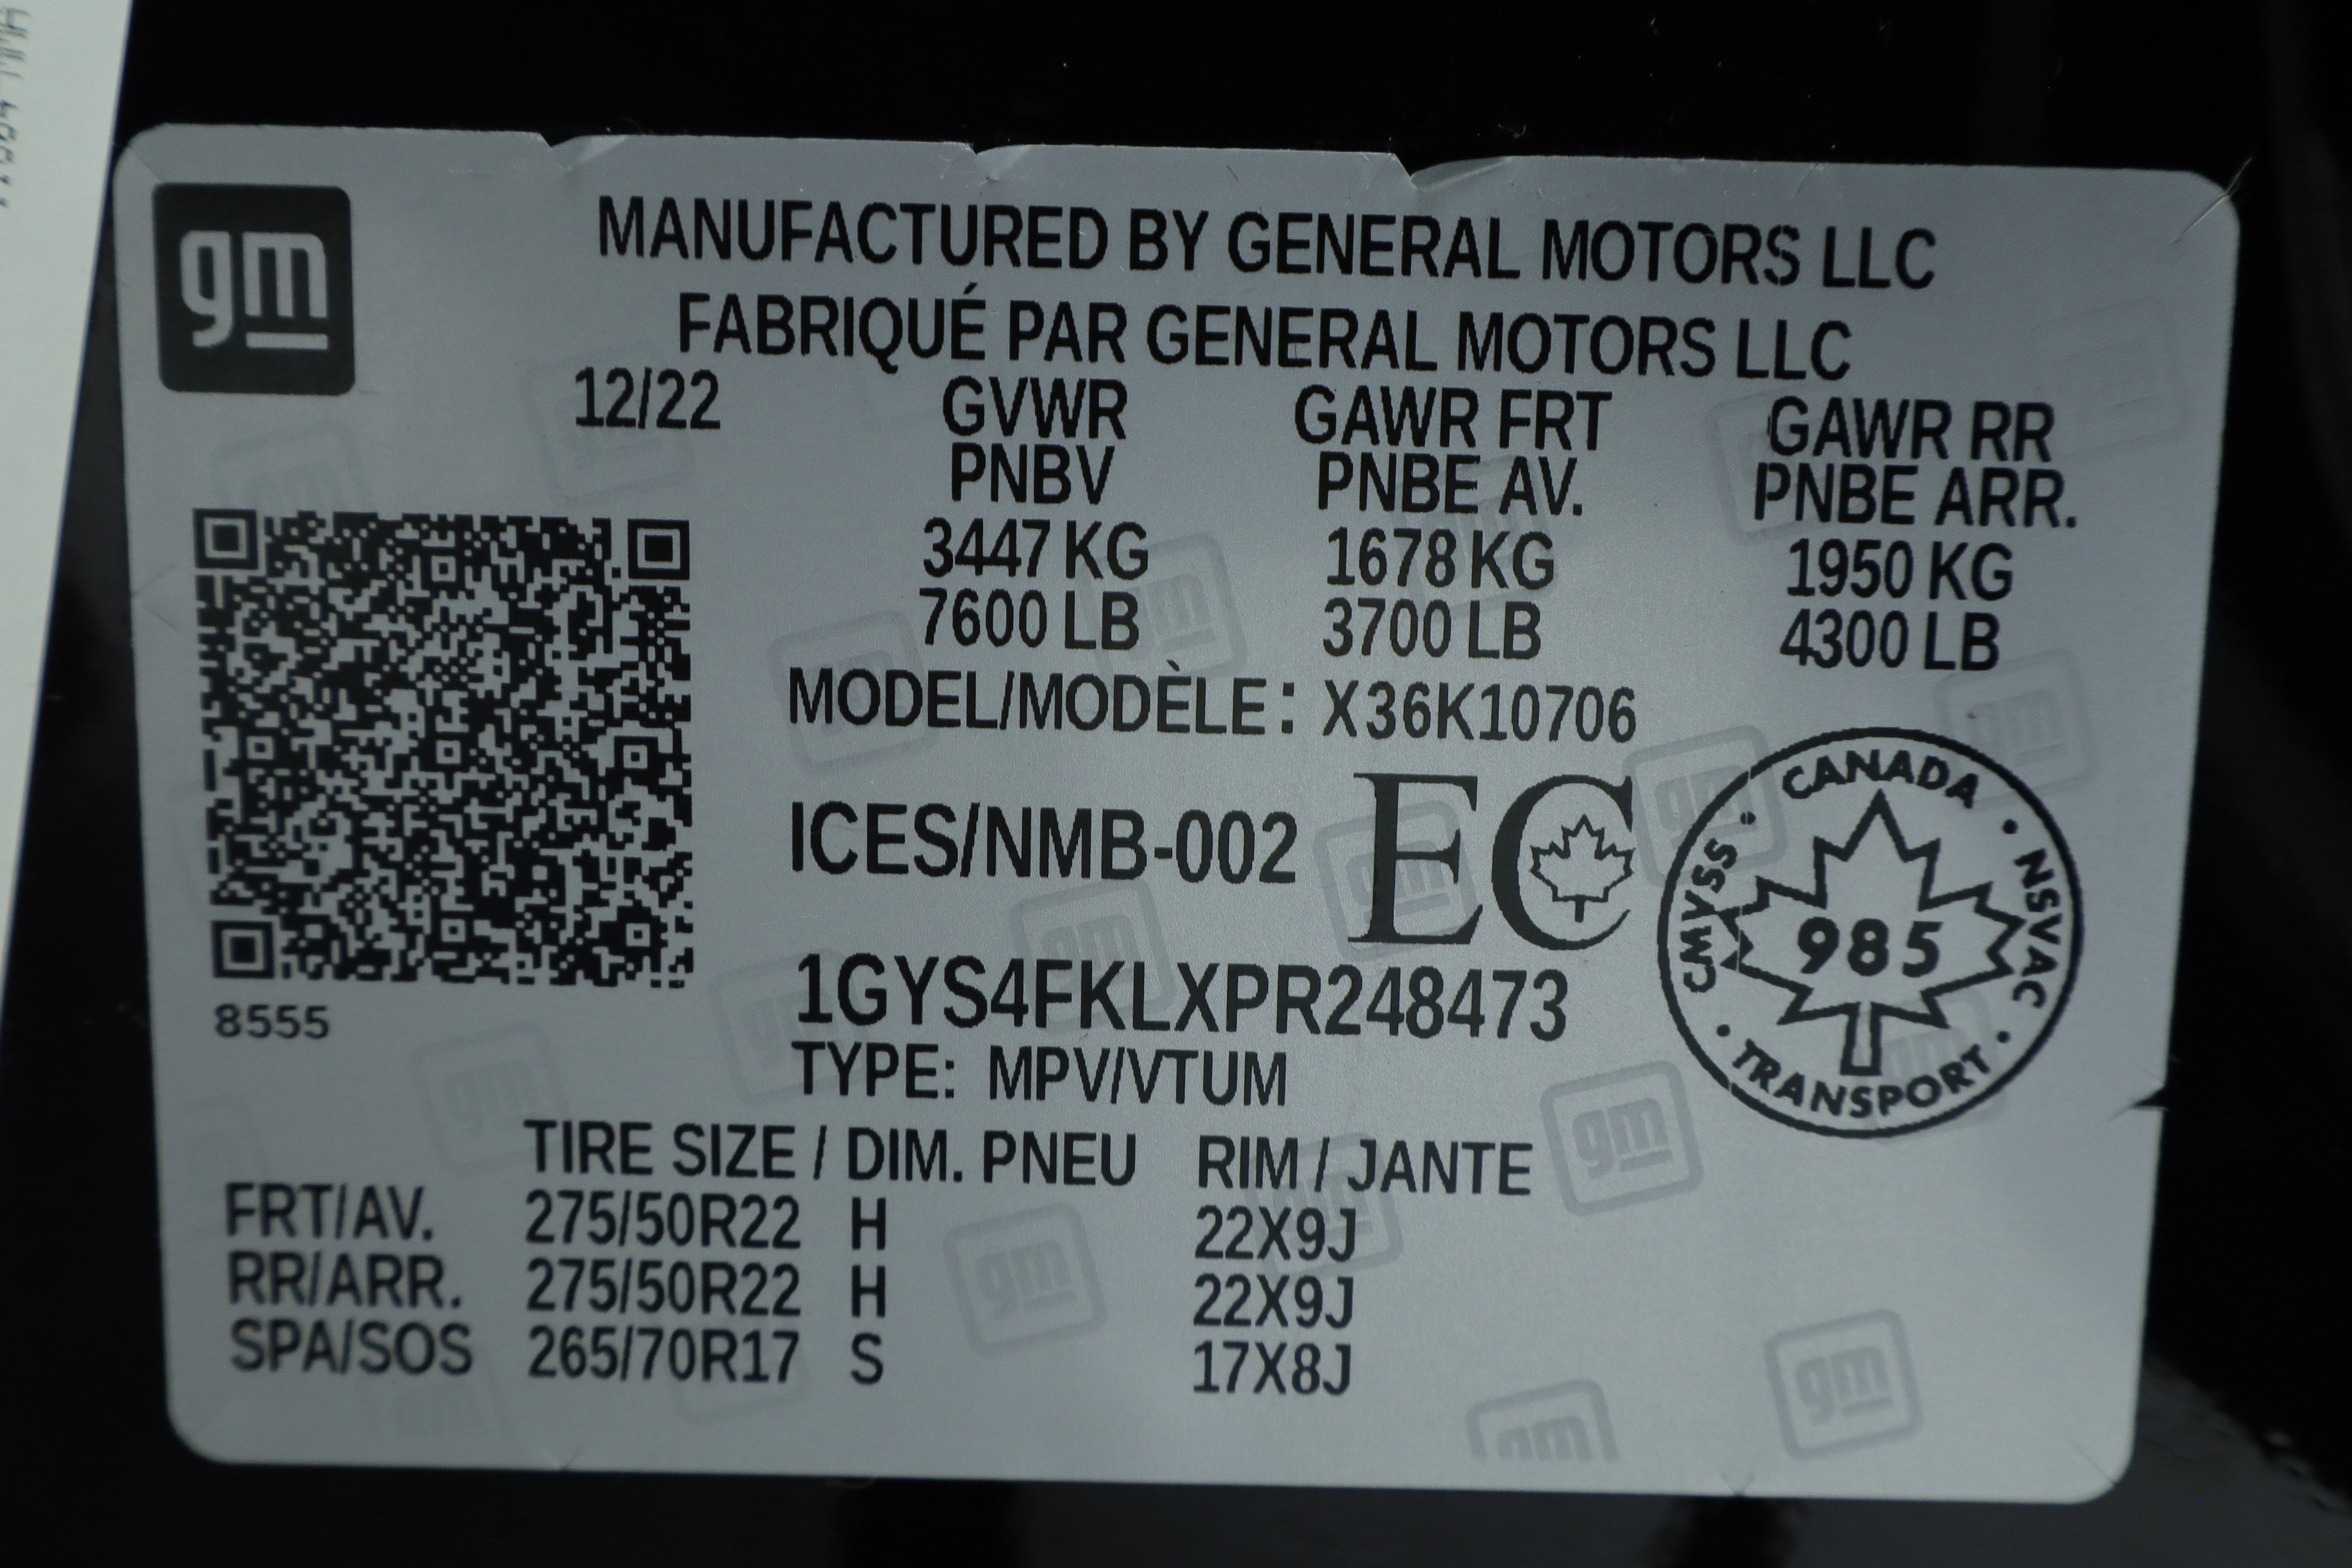 gm
MANUFACTURED BY GENERAL MOTORS LLC
FABRIQUÉ PAR GENERAL MOTORS LLC
12/22 GVWR GAWR FRT GAWR RR
PNBV PNBE AV. PNBE ARR.
3447 KG 1678 KG 1950 KG
7600 LB 3700 LB 4300 LB
MODEL/MODÈLE: X36K10706
ICES/NMB-002 EC
CANADA • NSVAC • TRANSPORT • CMVSS •
985
1GYS4FKLXPR248473
8555
TYPE: MPV/VTUM
TIRE SIZE / DIM. PNEU RIM / JANTE
FRT/AV. 275/50R22 H 22X9J
RR/ARR. 275/50R22 H 22X9J
SPA/SOS 265/70R17 S 17X8J